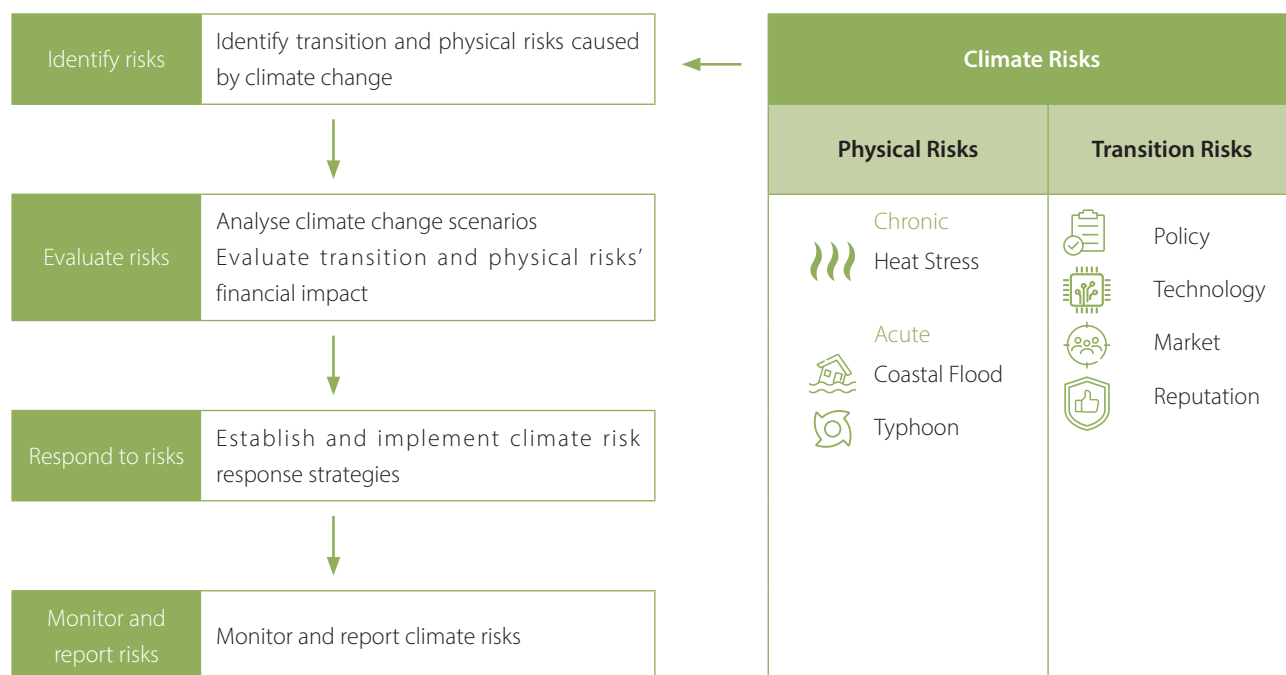 Identify risks
Identify transition and physical risks caused
by climate change
Evaluate risks
Analyse climate change scenarios
Evaluate transition and physical risks’
financial impact
Respond to risks
Establish and implement climate risk
response strategies
Monitor and
report risks
Monitor and report climate risks
Climate Risks
Physical Risks
Transition Risks
Chronic
Heat Stress
Acute
Coastal Flood
Typhoon
Policy
Technology
Market
Reputation